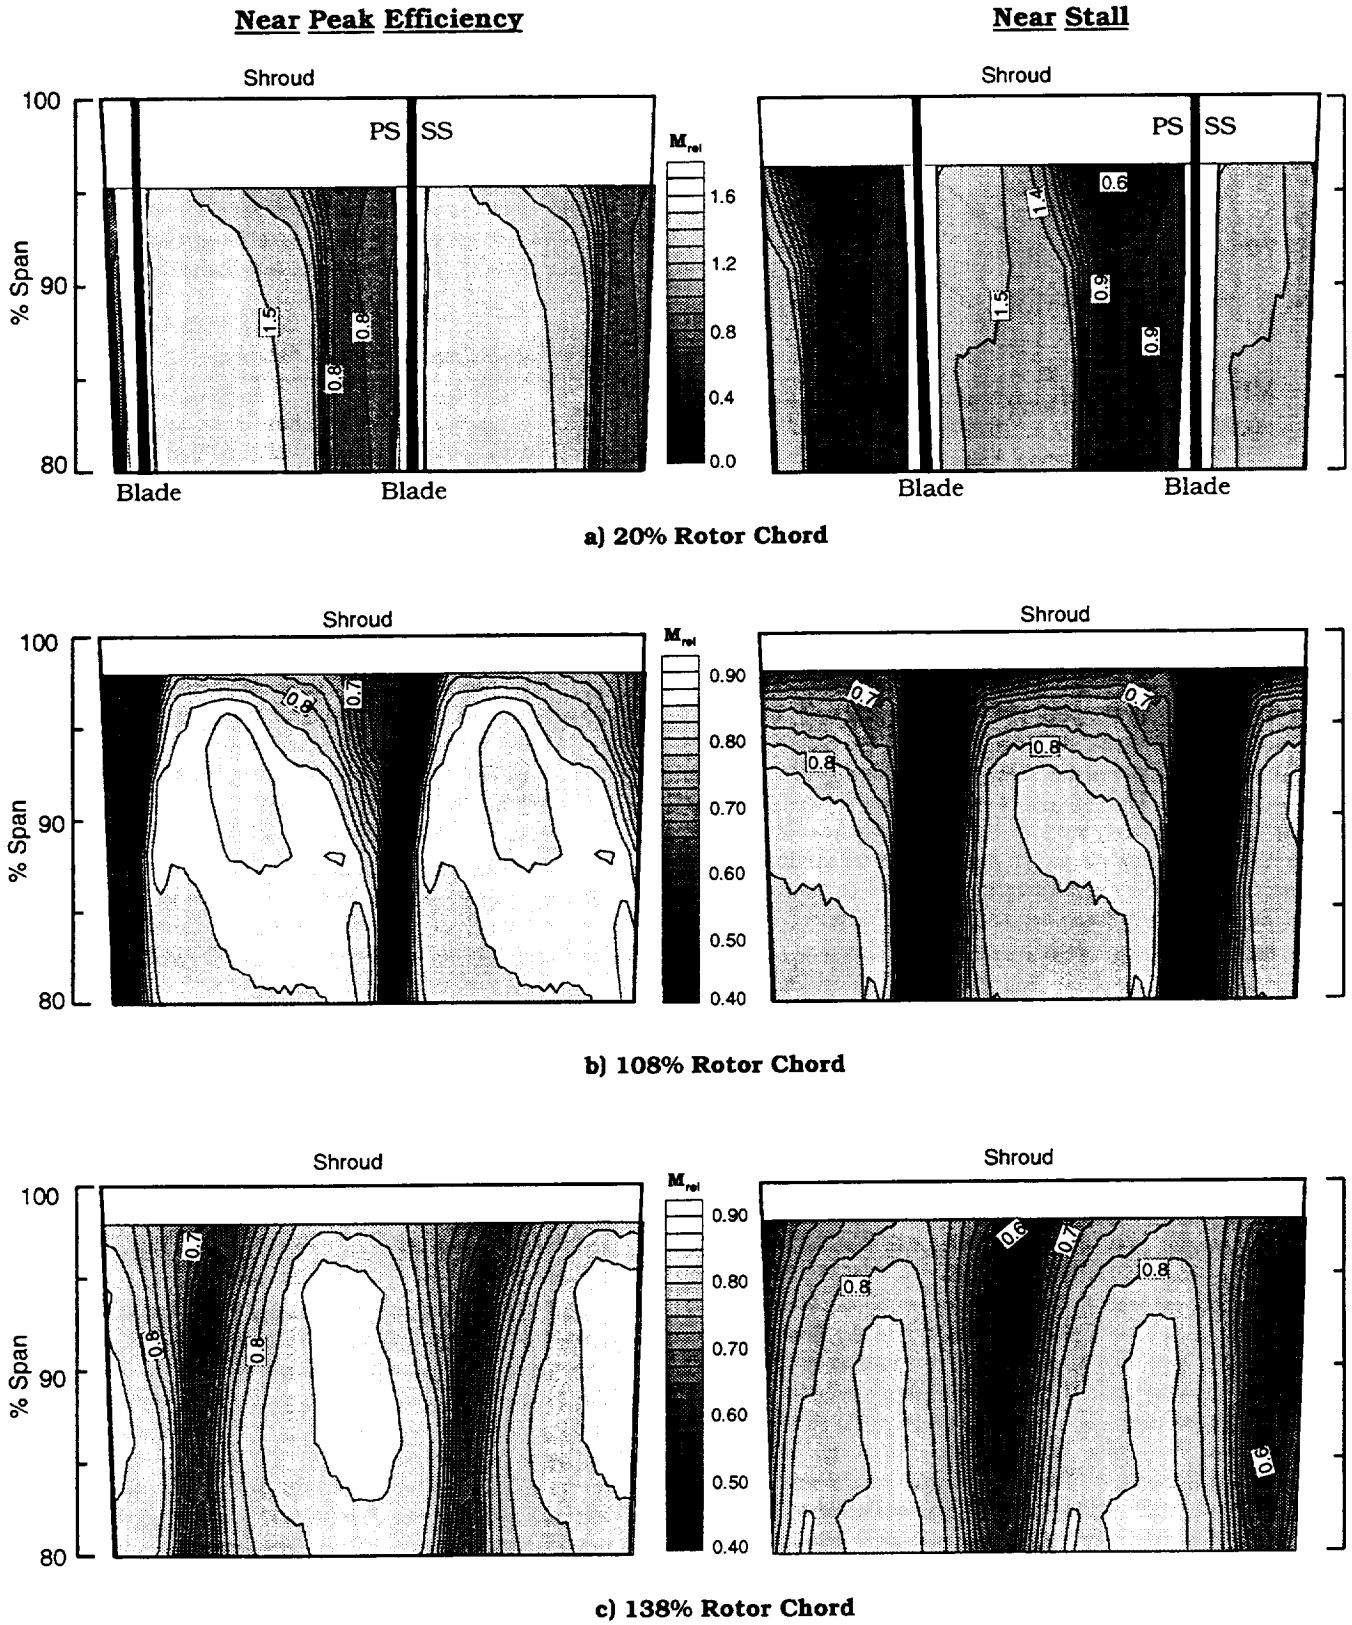 Near Peak Efficiency
Near Stall
Shroud
Shroud
100
90
80
% Span
PS SS
1.5
0.8
0.8
Blade
Blade
M_rel
1.6
1.2
0.8
0.4
0.0
PS SS
1.4
0.6
1.5
0.9
0.9
Blade
Blade
a) 20% Rotor Chord
Shroud
Shroud
100
90
80
% Span
0.8
0.7
M_rel
0.90
0.80
0.70
0.60
0.50
0.40
0.7
0.7
0.8
0.8
b) 108% Rotor Chord
Shroud
Shroud
100
90
80
% Span
0.7
0.8
0.8
M_rel
0.90
0.80
0.70
0.60
0.50
0.40
0.6
0.7
0.8
0.8
0.6
c) 138% Rotor Chord